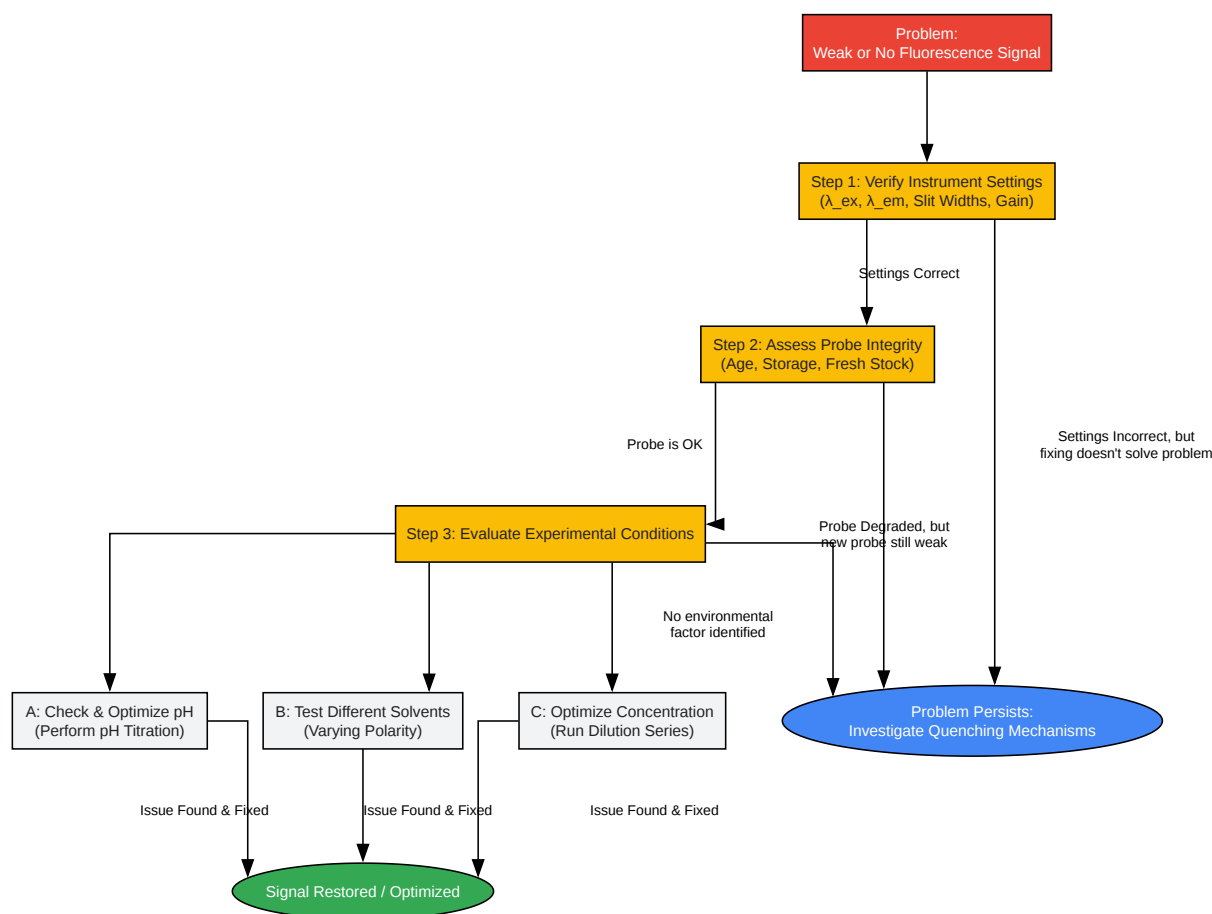 Problem:
Weak or No Fluorescence Signal
Step 1: Verify Instrument Settings
(λ_ex, λ_em, Slit Widths, Gain)
Settings Correct
Step 2: Assess Probe Integrity
(Age, Storage, Fresh Stock)
Probe is OK
Settings Incorrect, but
fixing doesn't solve problem
Step 3: Evaluate Experimental Conditions
Probe Degraded, but
new probe still weak
No environmental
factor identified
A: Check & Optimize pH
(Perform pH Titration)
B: Test Different Solvents
(Varying Polarity)
C: Optimize Concentration
(Run Dilution Series)
Problem Persists:
Investigate Quenching Mechanisms
Issue Found & Fixed
Issue Found & Fixed
Issue Found & Fixed
Signal Restored / Optimized